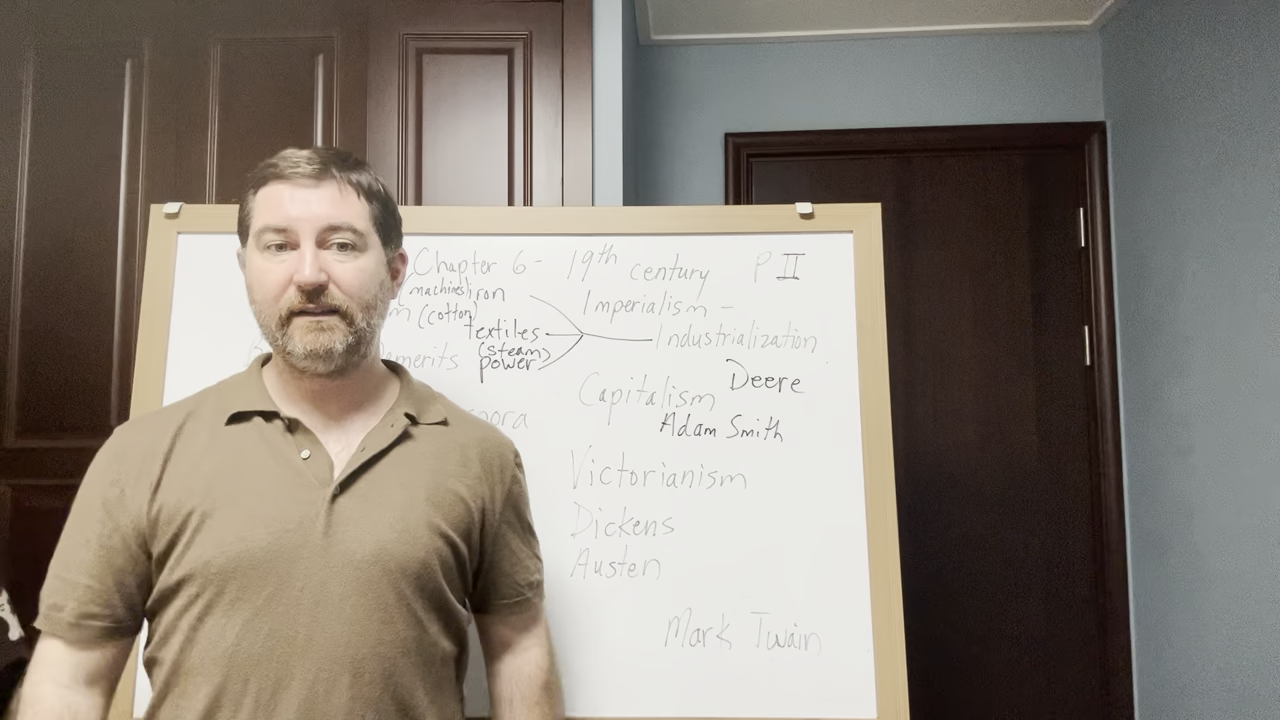 Chapter 6- 19th century P II
(machines) iron
(cotton)
textiles
(steam)
power
Imperialism -
Industrialization
Deere
Capitalism
Adam Smith
Victorianism
Dickens
Austen
Mark Twain